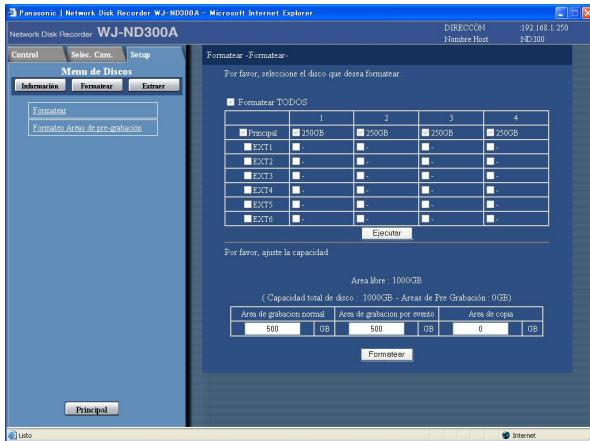 Panasonic | Network Disk Recorder WJ-ND300A - Microsoft Internet Explorer
Network Disk Recorder WJ-ND300A
DIRECCÓN :192.168.1.250
Nombre Host :ND300
Control Selec. Cam. Setup
Menu de Discos
Información Formatear Extraer
Formatear
Formateo Areas de pre-grabación
Principal
Formatear -Formatear-
Por favor, seleccione el disco que desea formatear.
Formatear TODOS
1 2 3 4
Principal 250GB 250GB 250GB 250GB
EXT1 - - - -
EXT2 - - - -
EXT3 - - - -
EXT4 - - - -
EXT5 - - - -
EXT6 - - - -
Ejecutar
Por favor, ajuste la capacidad .
Area libre : 1000GB
( Capacidad total de disco : 1000GB - Areas de Pre Grabación : 0GB)
Area de grabacion normal Area de grabacion por evento Area de copia
500 GB 500 GB 0 GB
Formatear
Listo Internet